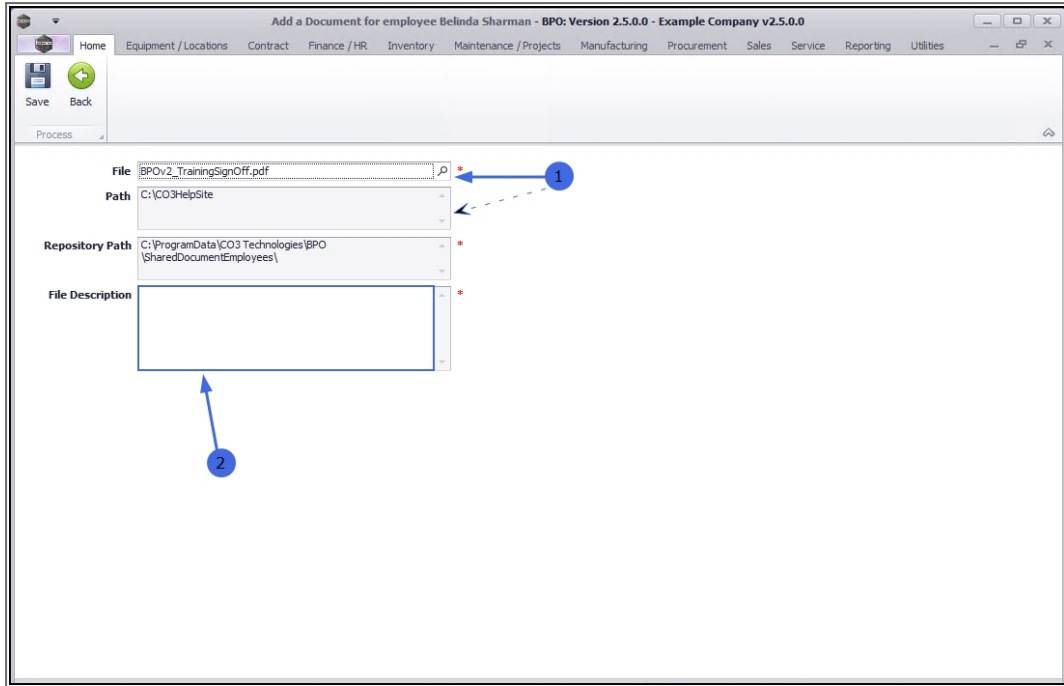 Add a Document for employee Belinda Sharman - BPO: Version 2.5.0.0 - Example Company v2.5.0.0
Home Equipment / Locations Contract Finance / HR Inventory Maintenance / Projects Manufacturing Procurement Sales Service Reporting Utilities
Save Back
Process
File BPOv2_TrainingSignOff.pdf *
1
Path C:\CO3HelpSite
Repository Path C:\ProgramData\CO3 Technologies\BPO *
\SharedDocumentEmployees\
File Description *
2